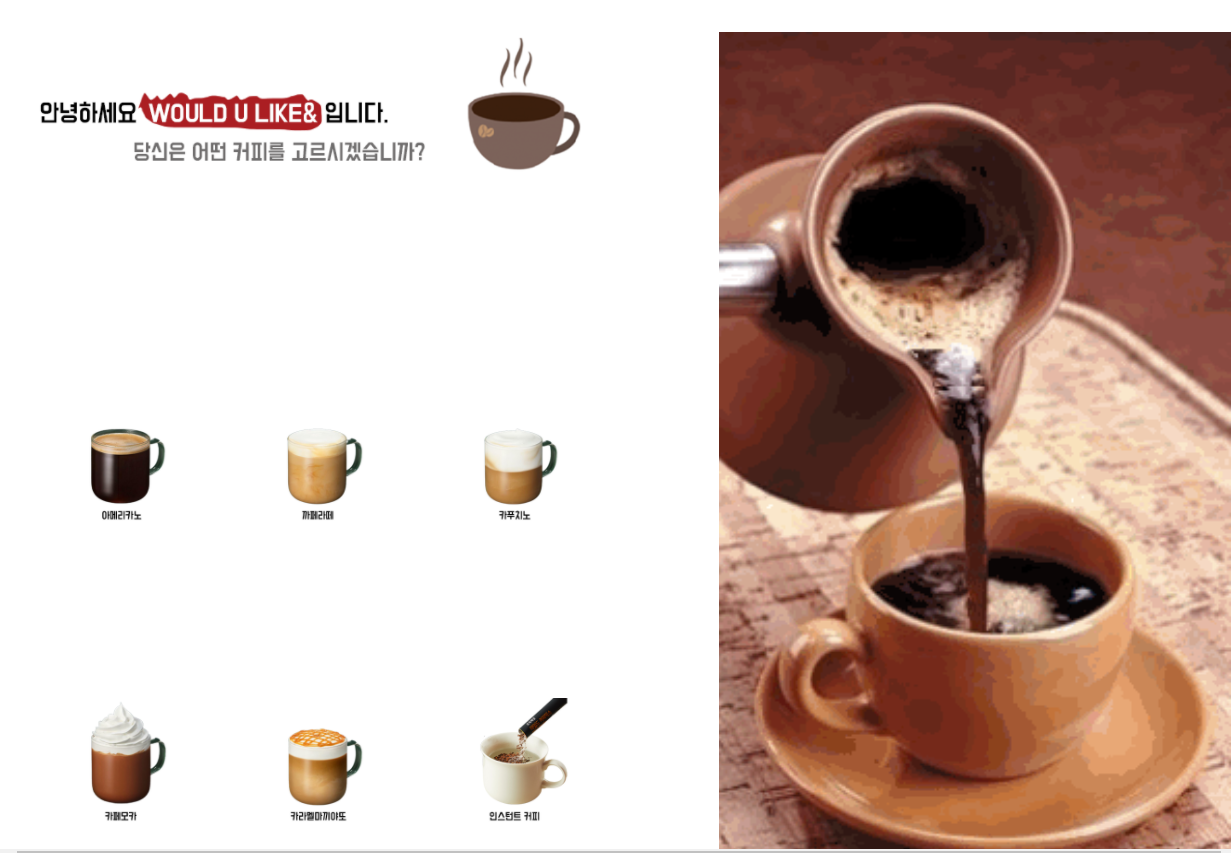 안녕하세요 WOULD U LIKE& 입니다.
당신은 어떤 커피를 고르시겠습니까?
아메리카노
까페라떼
카푸치노
카페모카
카라멜마끼야또
인스턴트 커피